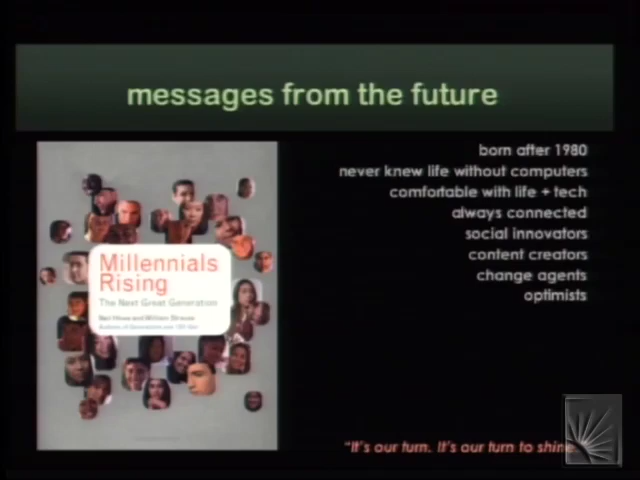 messages from the future
born after 1980
never knew life without computers
comfortable with life + tech
always connected
social innovators
content creators
change agents
optimists
Millennials
Rising
The Next Great Generation
Neil Howe and William Strauss
"It's our turn. It's our turn to shine